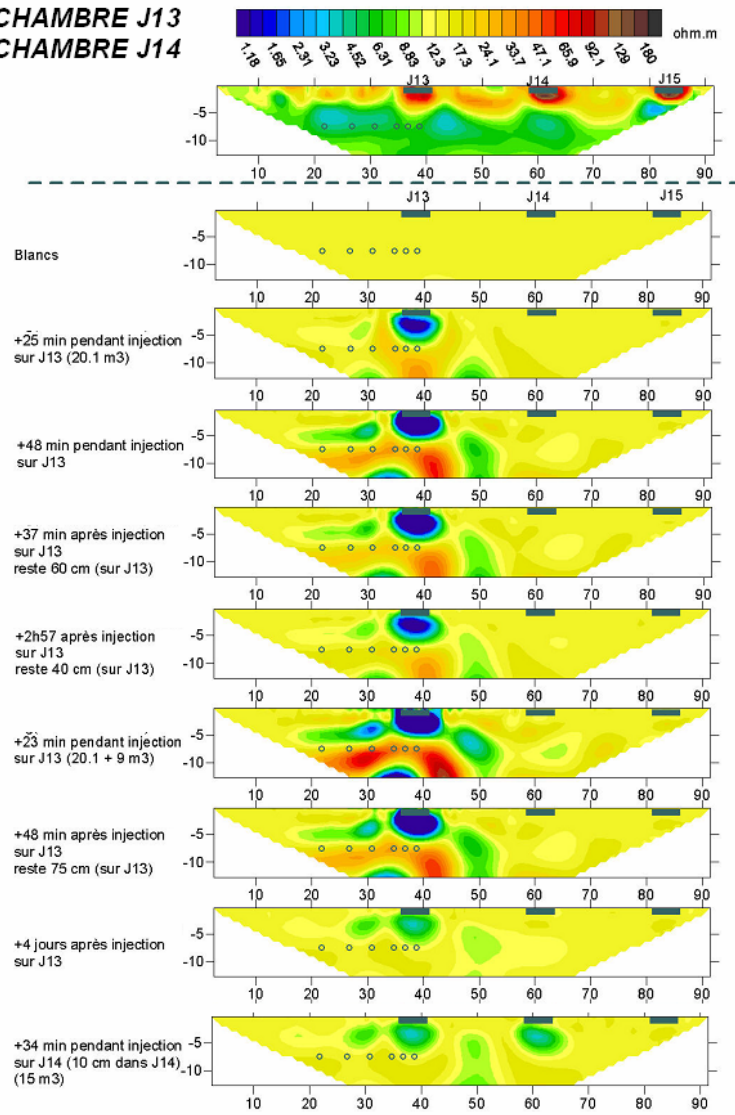 CHAMBRE J13
CHAMBRE J14
1.18 1.65 2.31 3.23 4.52 6.31 8.83 12.3 17.3 24.1 33.7 47.1 65.9 92.1 129 180 ohm.m
J13 J14 J15
-5
-10
10 20 30 40 50 60 70 80 90
J13 J14 J15
Blancs
-5
-10
10 20 30 40 50 60 70 80 90
+25 min pendant injection
sur J13 (20.1 m3)
-5
-10
10 20 30 40 50 60 70 80 90
+48 min pendant injection
sur J13
-5
-10
10 20 30 40 50 60 70 80 90
+37 min après injection
sur J13
reste 60 cm (sur J13)
-5
-10
10 20 30 40 50 60 70 80 90
+2h57 après injection
sur J13
reste 40 cm (sur J13)
-5
-10
10 20 30 40 50 60 70 80 90
+23 min pendant injection
sur J13 (20.1 + 9 m3)
-5
-10
10 20 30 40 50 60 70 80 90
+48 min après injection
sur J13
reste 75 cm (sur J13)
-5
-10
10 20 30 40 50 60 70 80 90
+4 jours après injection
sur J13
-5
-10
10 20 30 40 50 60 70 80 90
+34 min pendant injection
sur J14 (10 cm dans J14)
(15 m3)
-5
-10
10 20 30 40 50 60 70 80 90